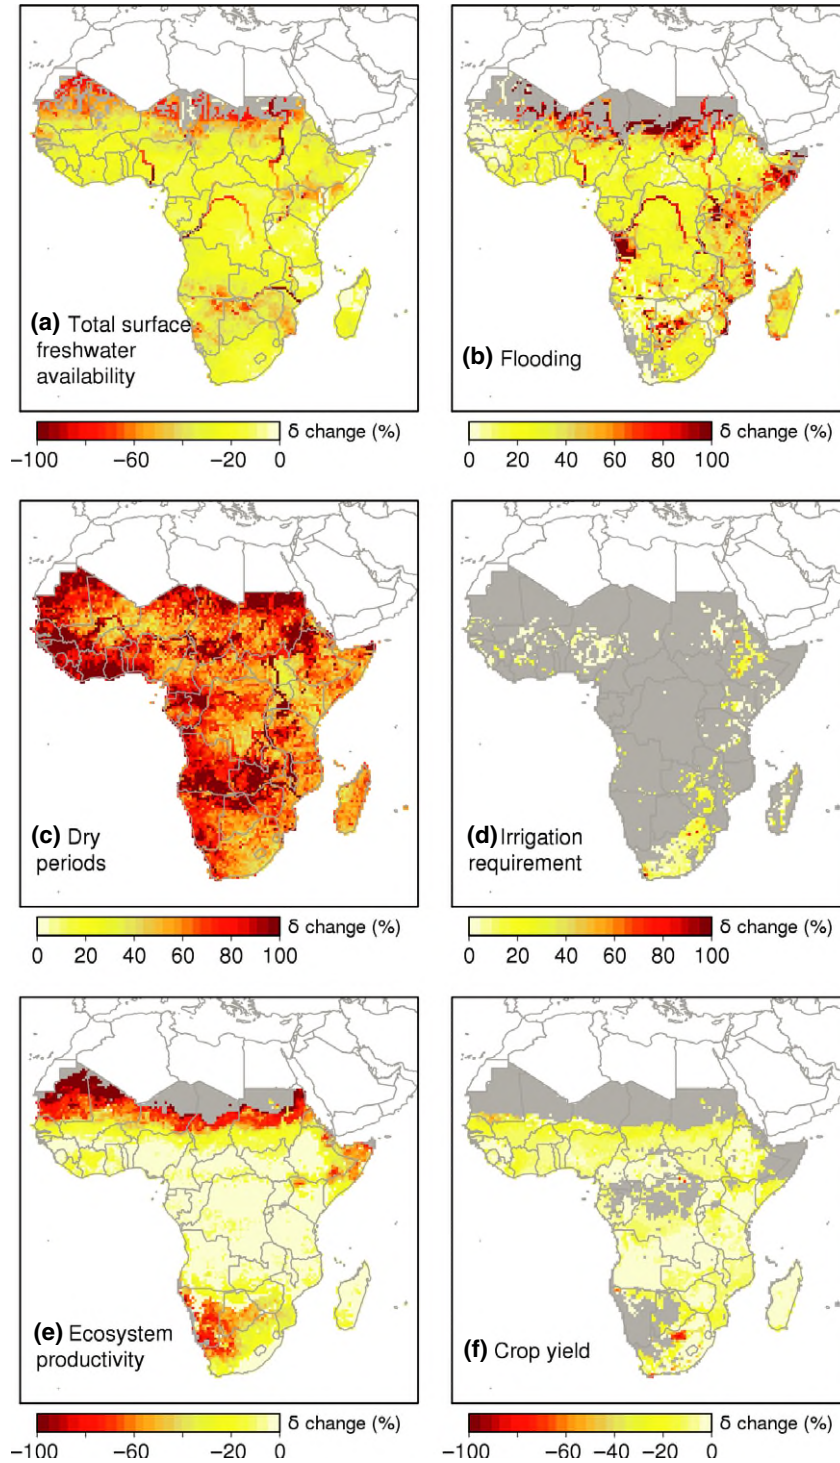 (a) Total surface
freshwater
availability
(b) Flooding
δ change (%)
−100 −60 −20 0
δ change (%)
0 20 40 60 80 100
(c) Dry
periods
(d) Irrigation
requirement
δ change (%)
0 20 40 60 80 100
δ change (%)
0 20 40 60 80 100
(e) Ecosystem
productivity
(f) Crop yield
δ change (%)
−100 −60 −20 0
δ change (%)
−100 −60 −40 −20 0